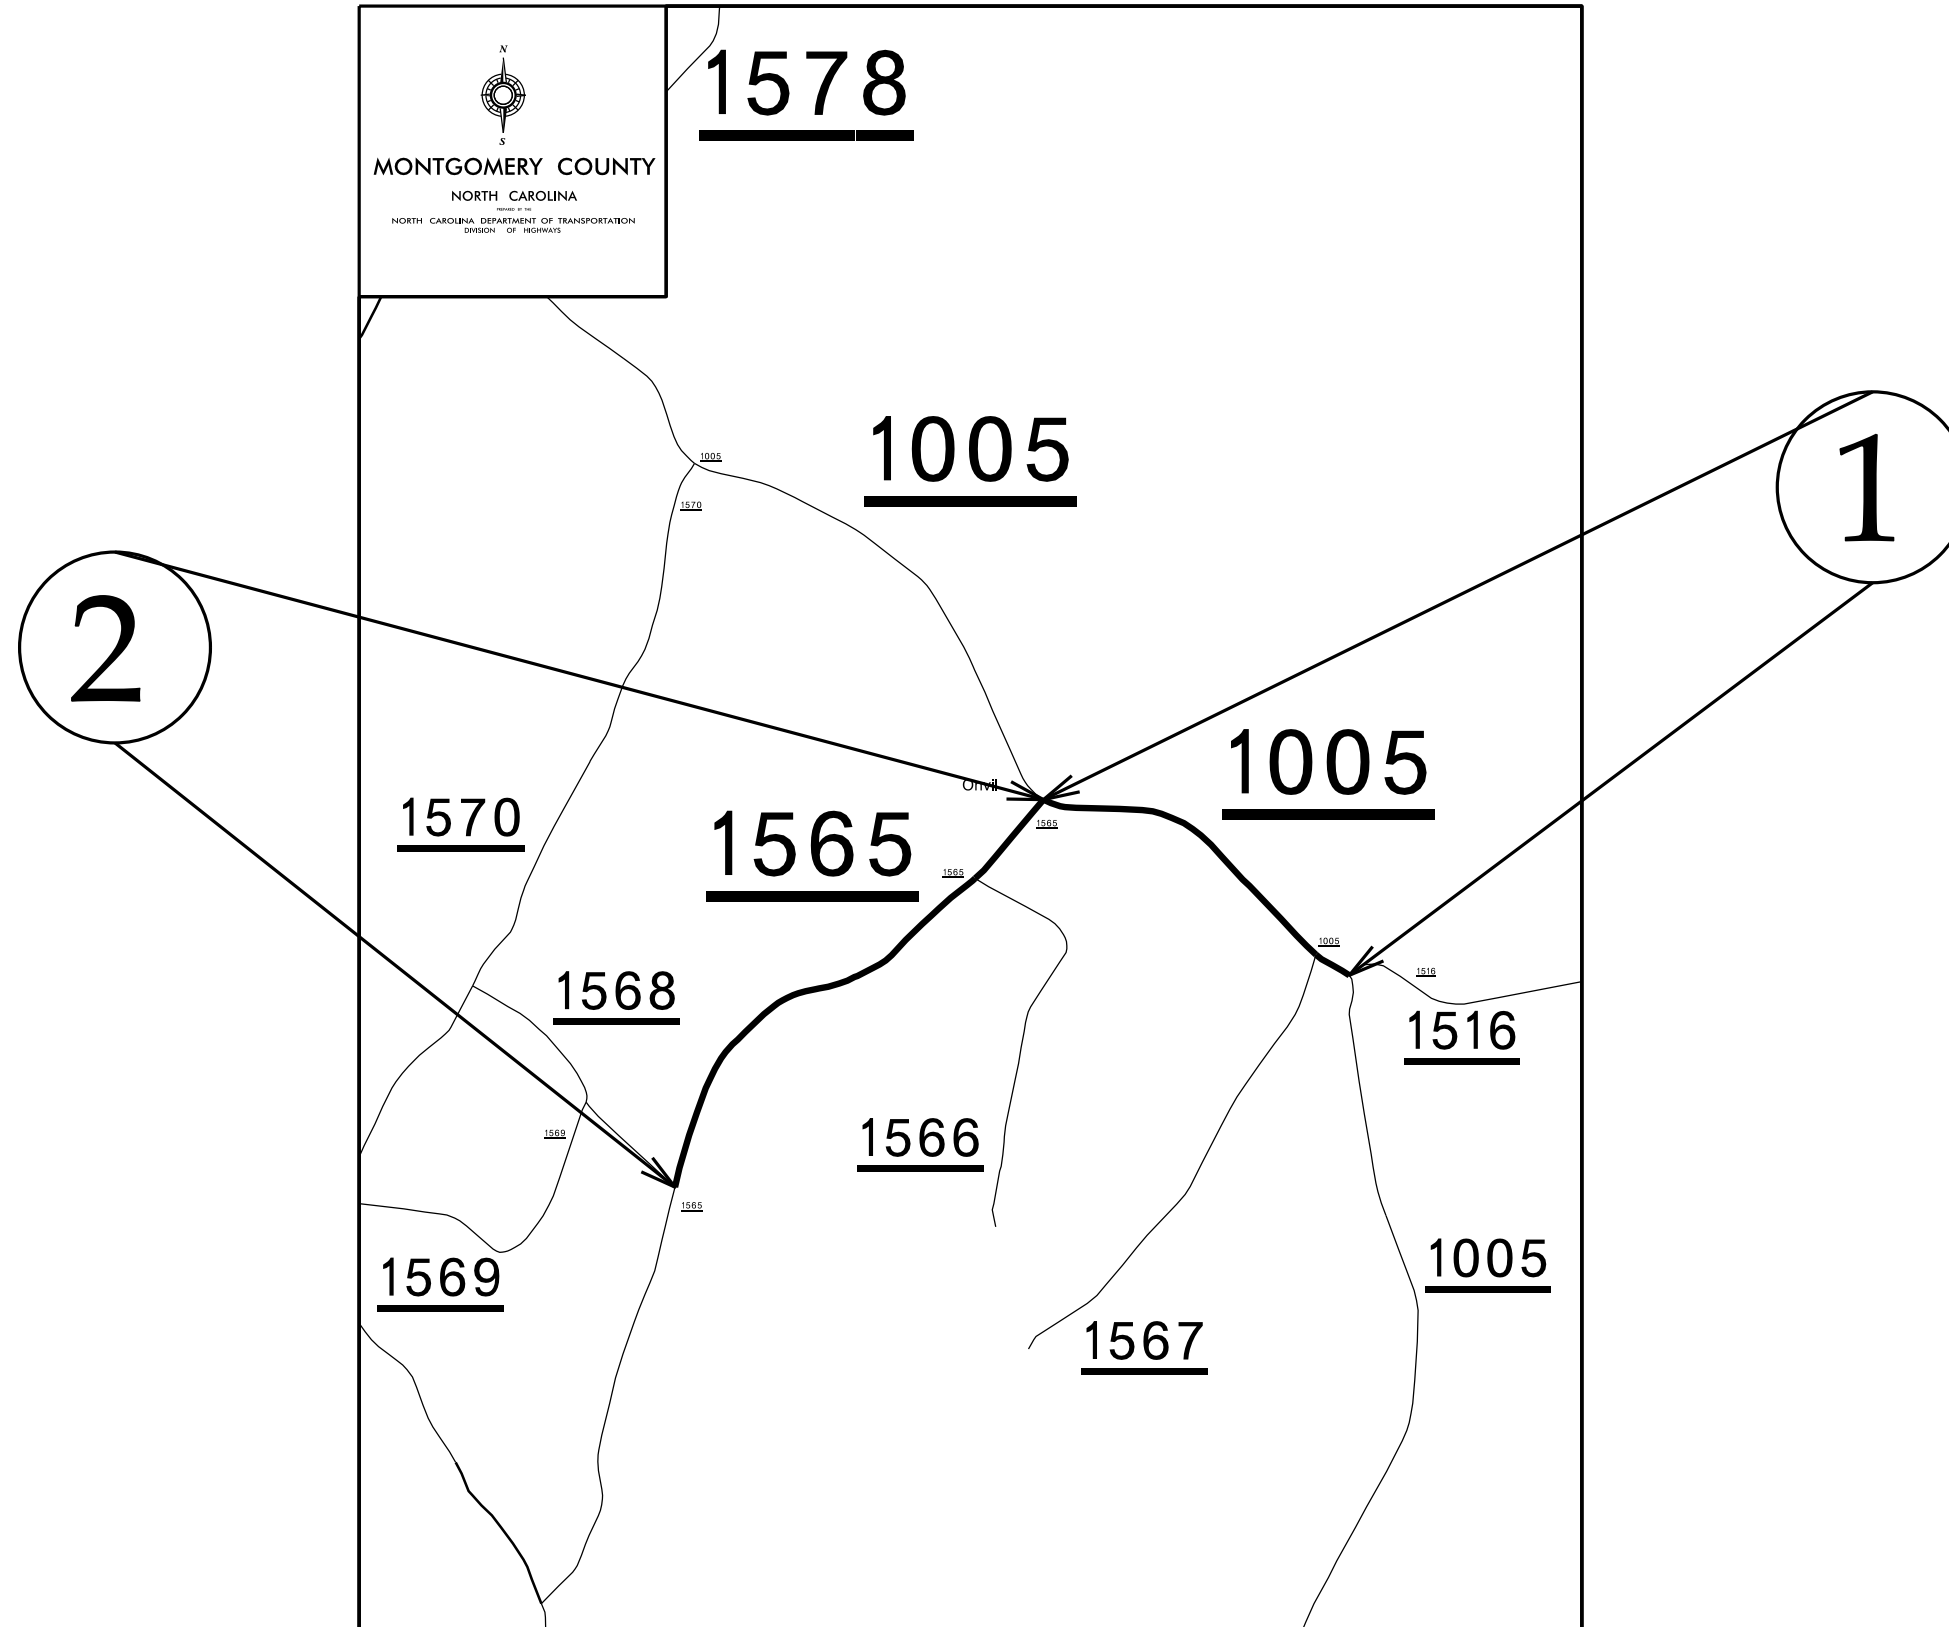 N
S
MONTGOMERY COUNTY
NORTH CAROLINA
PREPARED BY THE
NORTH CAROLINA DEPARTMENT OF TRANSPORTATION
DIVISION OF HIGHWAYS
1578
1005
1005
1570
1
2
1005
Onvil
1570
1565
1565
1565
1005
1568
1516
1516
1566
1569
1565
1569
1005
1567